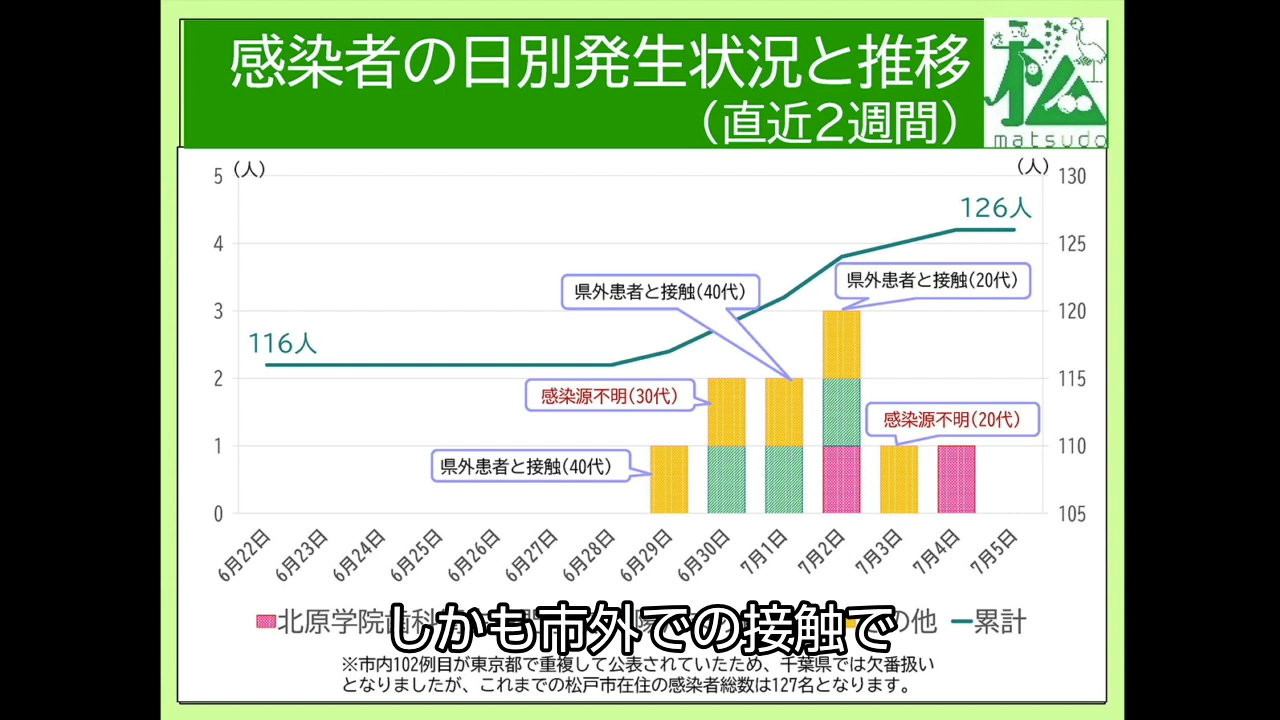 感染者の日別発生状況と推移
(直近2週間)
松
matsudo
(人)
(人)
5
4
3
2
1
0
130
125
120
115
110
105
116人
126人
県外患者と接触(40代)
感染源不明(30代)
県外患者と接触(40代)
県外患者と接触(20代)
感染源不明(20代)
6月22日
6月23日
6月24日
6月25日
6月26日
6月27日
6月28日
6月29日
6月30日
7月1日
7月2日
7月3日
7月4日
7月5日
北原学院歯科
他
累計
しかも市外での接触で
※市内102例目が東京都で重複して公表されていたため、千葉県では欠番扱い
となりましたが、これまでの松戸市在住の感染者総数は127名となります。